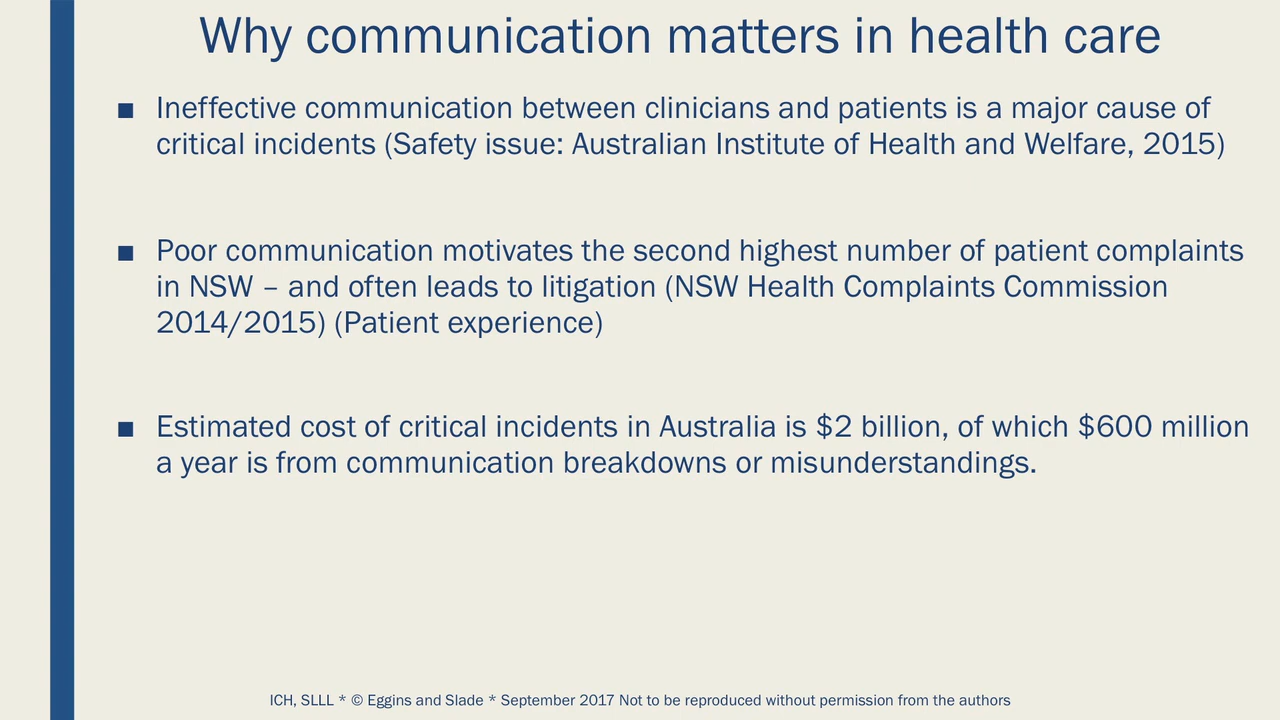 Why communication matters in health care
■ Ineffective communication between clinicians and patients is a major cause of
critical incidents (Safety issue: Australian Institute of Health and Welfare, 2015)
■ Poor communication motivates the second highest number of patient complaints
in NSW – and often leads to litigation (NSW Health Complaints Commission
2014/2015) (Patient experience)
■ Estimated cost of critical incidents in Australia is $2 billion, of which $600 million
a year is from communication breakdowns or misunderstandings.
ICH, SLLL * © Eggins and Slade * September 2017 Not to be reproduced without permission from the authors